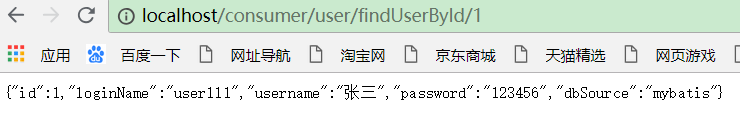 localhost/consumer/user/findUserById/1
应用 百度一下 网址导航 淘宝网 京东商城 天猫精选 网页游戏
{"id":1,"loginName":"user111","username":"张三","password":"123456","dbSource":"mybatis"}